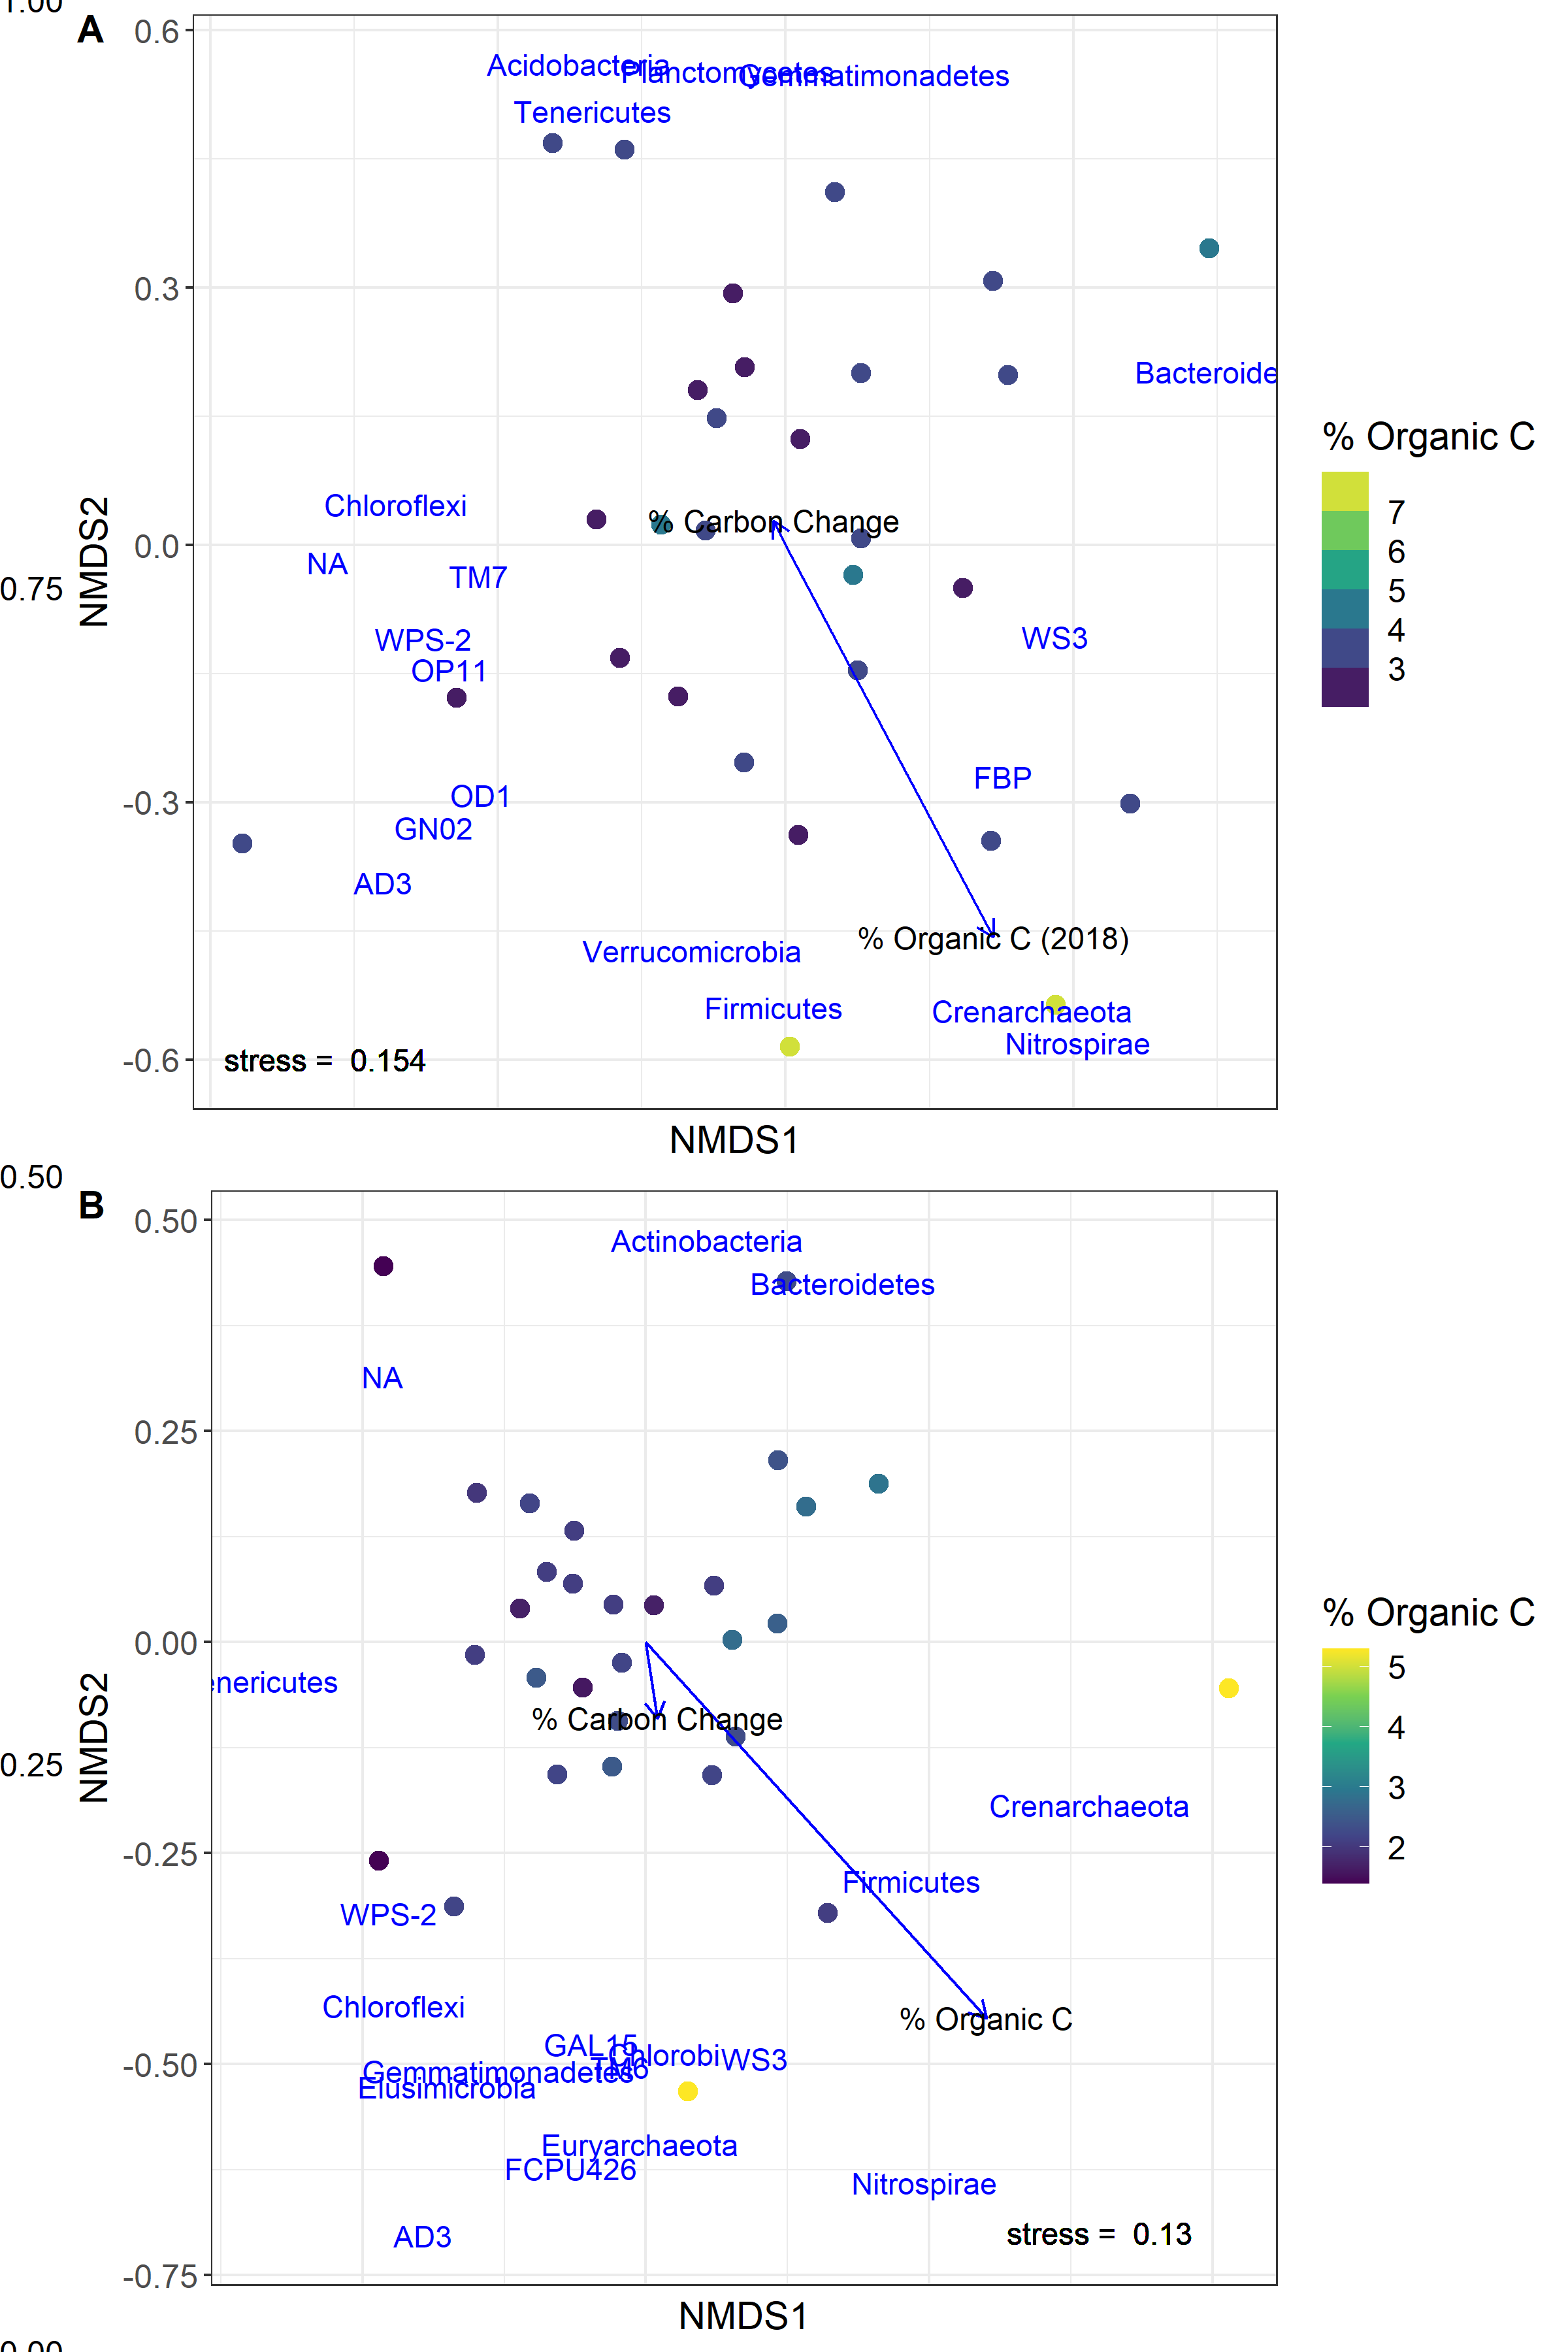 1.00
A
0.6
Acidobacteria
Planctomycetes
Gemmatimonadetes
Tenericutes
0.3
Bacteroide
% Organic C
7
6
5
4
3
Chloroflexi
% Carbon Change
0.0
NA
TM7
0.75
NMDS2
WPS-2
OP11
WS3
FBP
-0.3
OD1
GN02
AD3
Verrucomicrobia
% Organic C (2018)
Firmicutes
Crenarchaeota
Nitrospirae
-0.6
stress = 0.154
NMDS1
0.50
B
0.50
Actinobacteria
Bacteroidetes
NA
0.25
% Organic C
5
4
3
2
0.00
enericutes
NMDS2
% Carbon Change
0.25
Crenarchaeota
-0.25
Firmicutes
WPS-2
Chloroflexi
% Organic C
GAL15
Chlorobi
WS3
TM6
-0.50
Gemmatimonadetes
Elusimicrobia
Euryarchaeota
FCPU426
Nitrospirae
AD3
stress = 0.13
-0.75
NMDS1
0.00